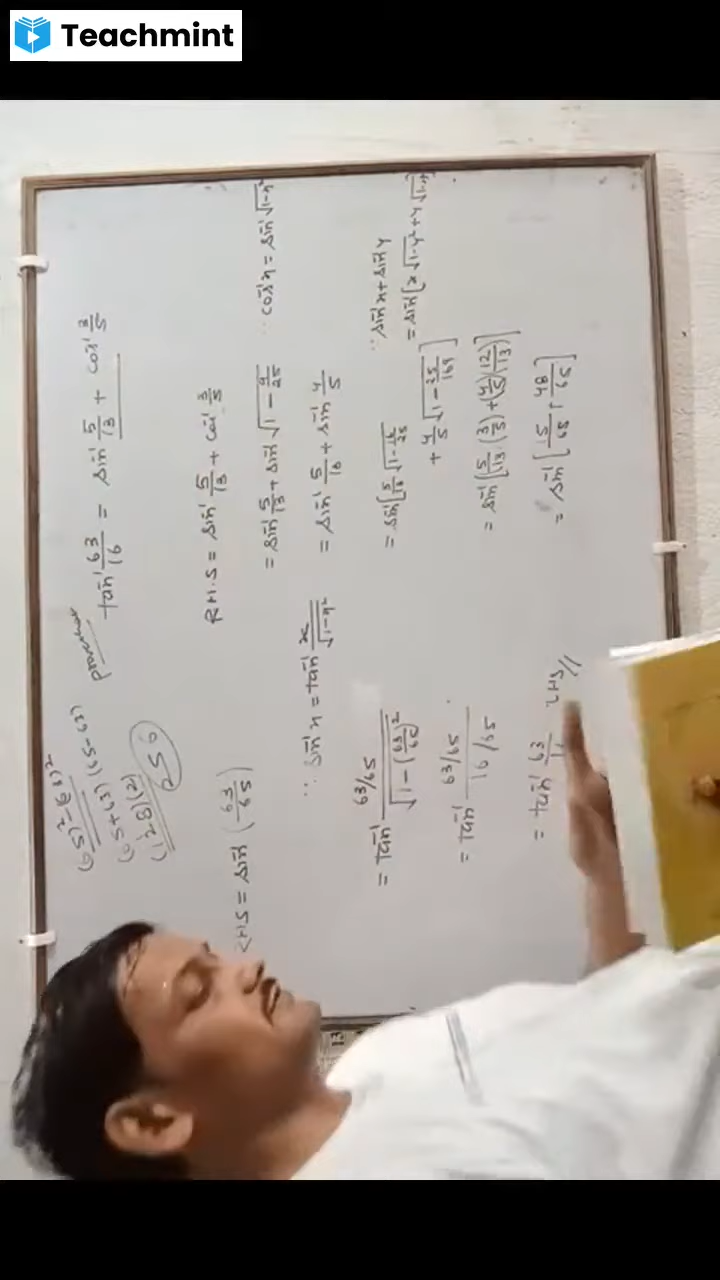 Teachmint
Prove that
tan⁻¹ 63/16 = sin⁻¹ 5/13 + cos⁻¹ 3/5
R.H.S = sin⁻¹ 5/13 + cos⁻¹ 3/5
= sin⁻¹ 5/13 + sin⁻¹ √(1 - 9/25) ∵ cos⁻¹x = sin⁻¹√(1-x²)
= sin⁻¹ 5/13 + sin⁻¹ 4/5
= sin⁻¹[5/13 √(1 - 16/25)
+ 4/5 √(1 - 25/169)]
∵ sin⁻¹x + sin⁻¹y
= sin⁻¹[x√(1-y²) + y√(1-x²)
= sin⁻¹[5/13 · (3/5) + (4/5)(12/13)]
= sin⁻¹[15/65 + 48/65]
(65)² - (63)²
(65+63)(65-63)
(128)(2)
256
RHS = sin⁻¹(63/65)
∵ sin⁻¹x = tan⁻¹ x/√(1-x²)
= tan⁻¹ 63/65 / √(1 - (63/65)²)
= tan⁻¹ 63/65 / 16/65
= tan⁻¹ 63/ LHS //